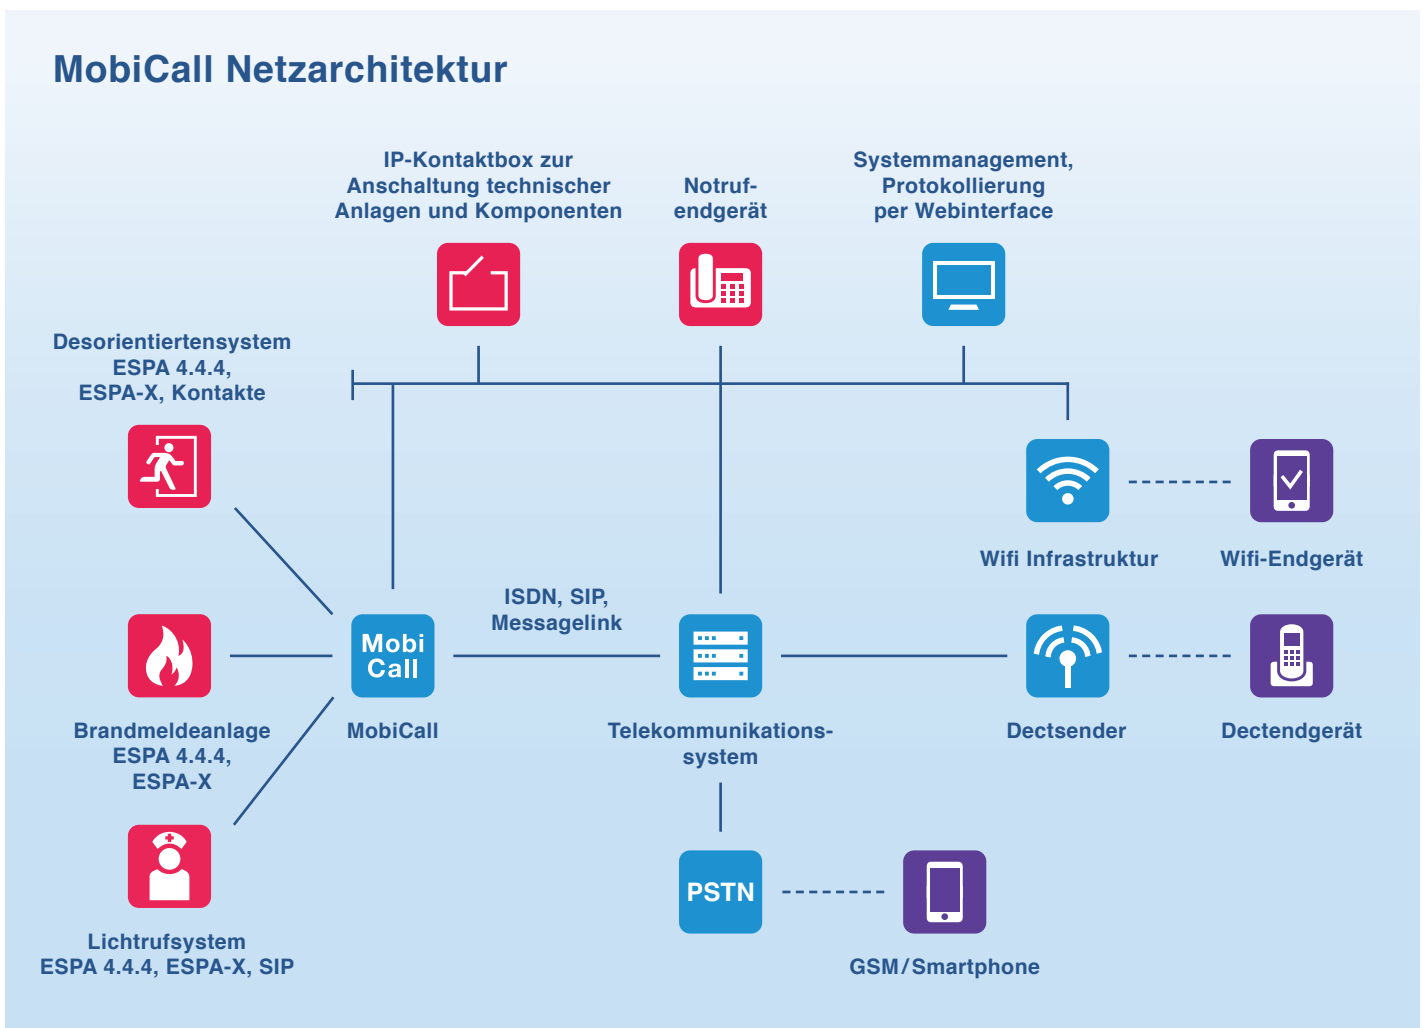 MobiCall Netzarchitektur
IP-Kontaktbox zur
Anschaltung technischer
Anlagen und Komponenten
Notruf-
endgerät
Systemmanagement,
Protokollierung
per Webinterface
Desorientiertensystem
ESPA 4.4.4,
ESPA-X, Kontakte
Wifi Infrastruktur
Wifi-Endgerät
ISDN, SIP,
Messagelink
Mobi
Call
Brandmeldeanlage
ESPA 4.4.4,
ESPA-X
MobiCall
Telekommunikations-
system
Dectsender
Dectendgerät
PSTN
Lichtrufsystem
ESPA 4.4.4, ESPA-X, SIP
GSM/Smartphone